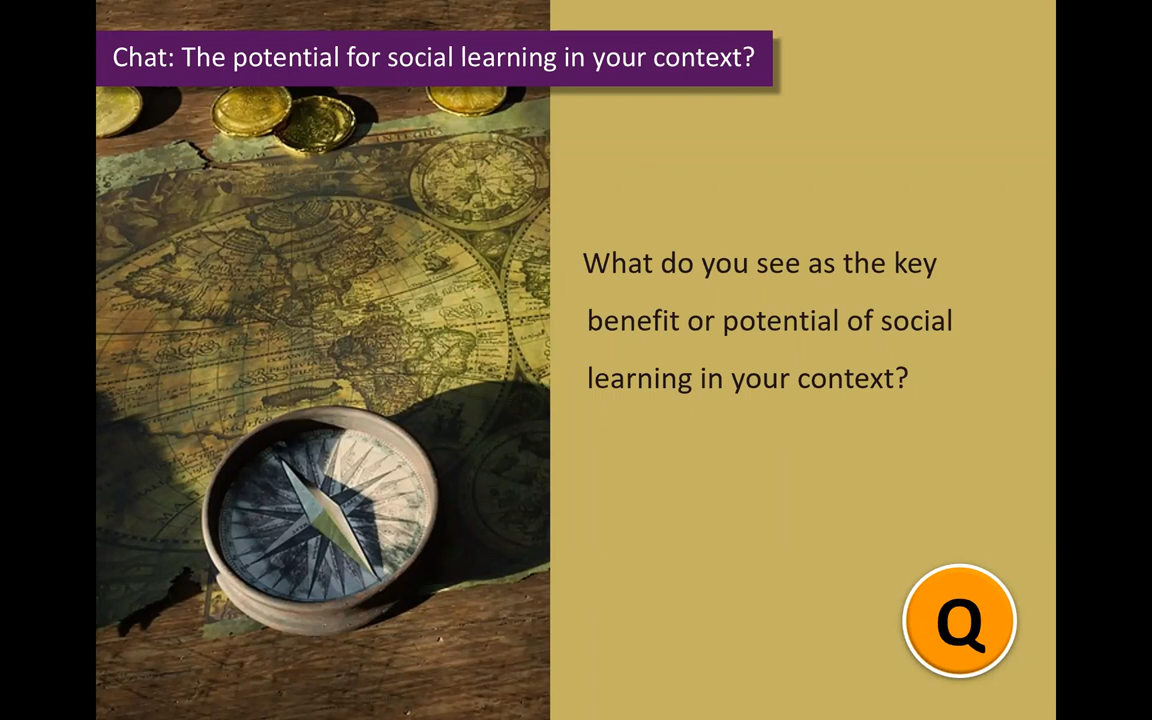 Chat: The potential for social learning in your context?
INTEGRA
What do you see as the key
benefit or potential of social
learning in your context?
Q